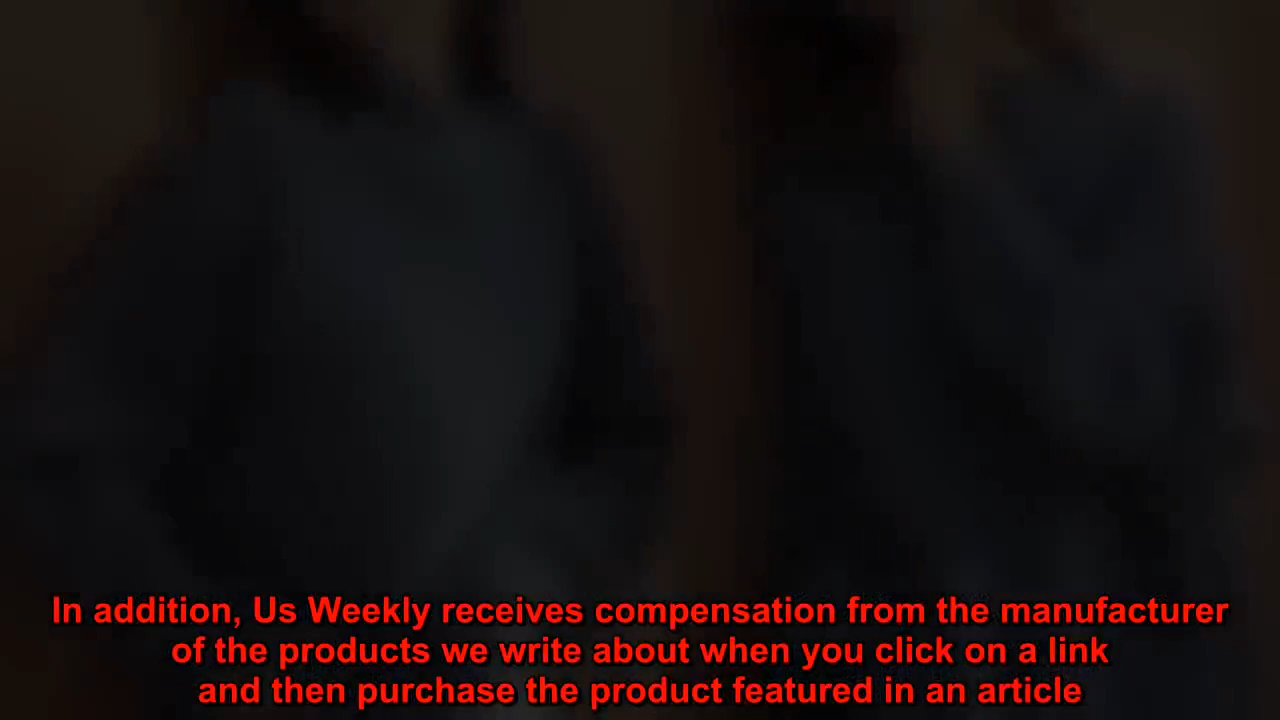 In addition, Us Weekly receives compensation from the manufacturer
of the products we write about when you click on a link
and then purchase the product featured in an article